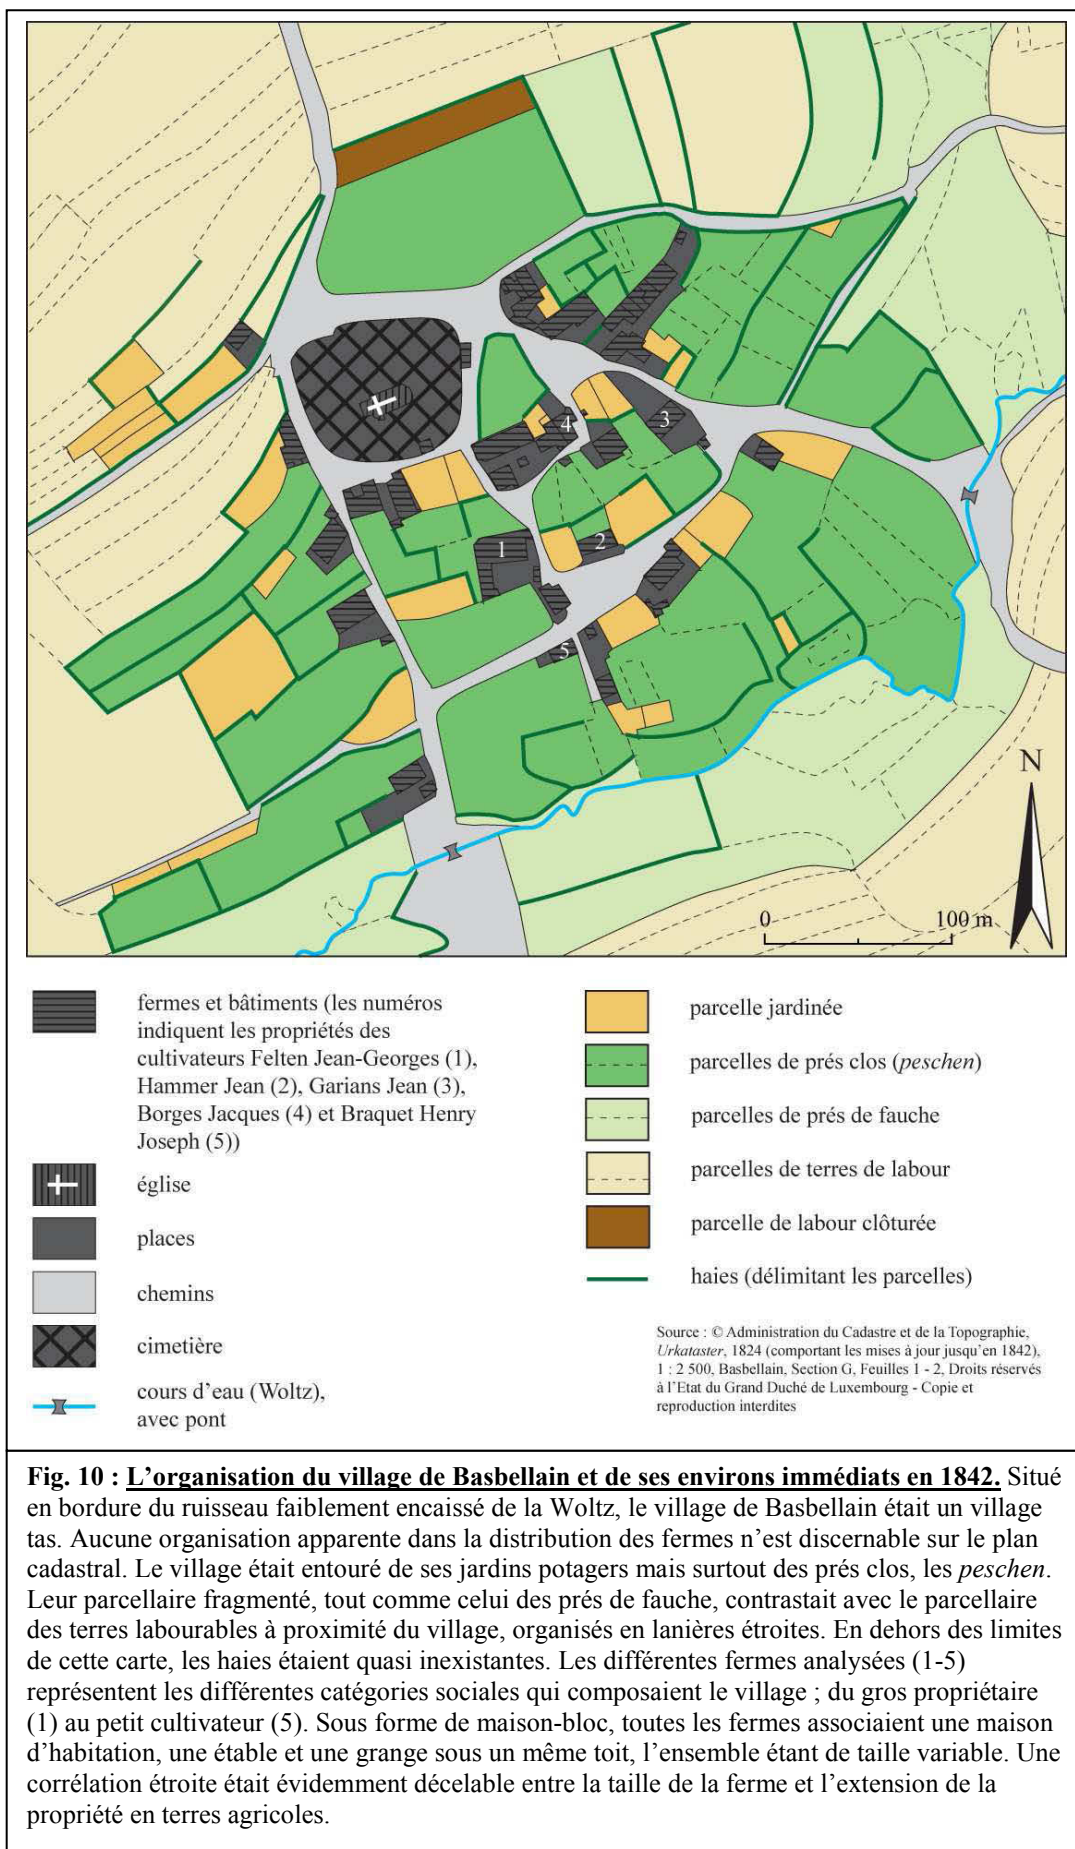 4
3
1
2
5
N
0
100 m
fermes et bâtiments (les numéros
indiquent les propriétés des
cultivateurs Felten Jean-Georges (1),
Hammer Jean (2), Garians Jean (3),
Borges Jacques (4) et Braquet Henry
Joseph (5))
église
places
chemins
cimetière
cours d'eau (Woltz),
avec pont
parcelle jardinée
parcelles de prés clos (peschen)
parcelles de prés de fauche
parcelles de terres de labour
parcelle de labour clôturée
haies (délimitant les parcelles)
Source : © Administration du Cadastre et de la Topographie,
Urkataster, 1824 (comportant les mises à jour jusqu'en 1842),
1 : 2 500, Basbellain, Section G, Feuilles 1 - 2, Droits réservés
à l'Etat du Grand Duché de Luxembourg - Copie et
reproduction interdites
Fig. 10 : L'organisation du village de Basbellain et de ses environs immédiats en 1842. Situé
en bordure du ruisseau faiblement encaissé de la Woltz, le village de Basbellain était un village
tas. Aucune organisation apparente dans la distribution des fermes n'est discernable sur le plan
cadastral. Le village était entouré de ses jardins potagers mais surtout des prés clos, les peschen.
Leur parcellaire fragmenté, tout comme celui des prés de fauche, contrastait avec le parcellaire
des terres labourables à proximité du village, organisés en lanières étroites. En dehors des limites
de cette carte, les haies étaient quasi inexistantes. Les différentes fermes analysées (1-5)
représentent les différentes catégories sociales qui composaient le village ; du gros propriétaire
(1) au petit cultivateur (5). Sous forme de maison-bloc, toutes les fermes associaient une maison
d'habitation, une étable et une grange sous un même toit, l'ensemble étant de taille variable. Une
corrélation étroite était évidemment décelable entre la taille de la ferme et l'extension de la
propriété en terres agricoles.